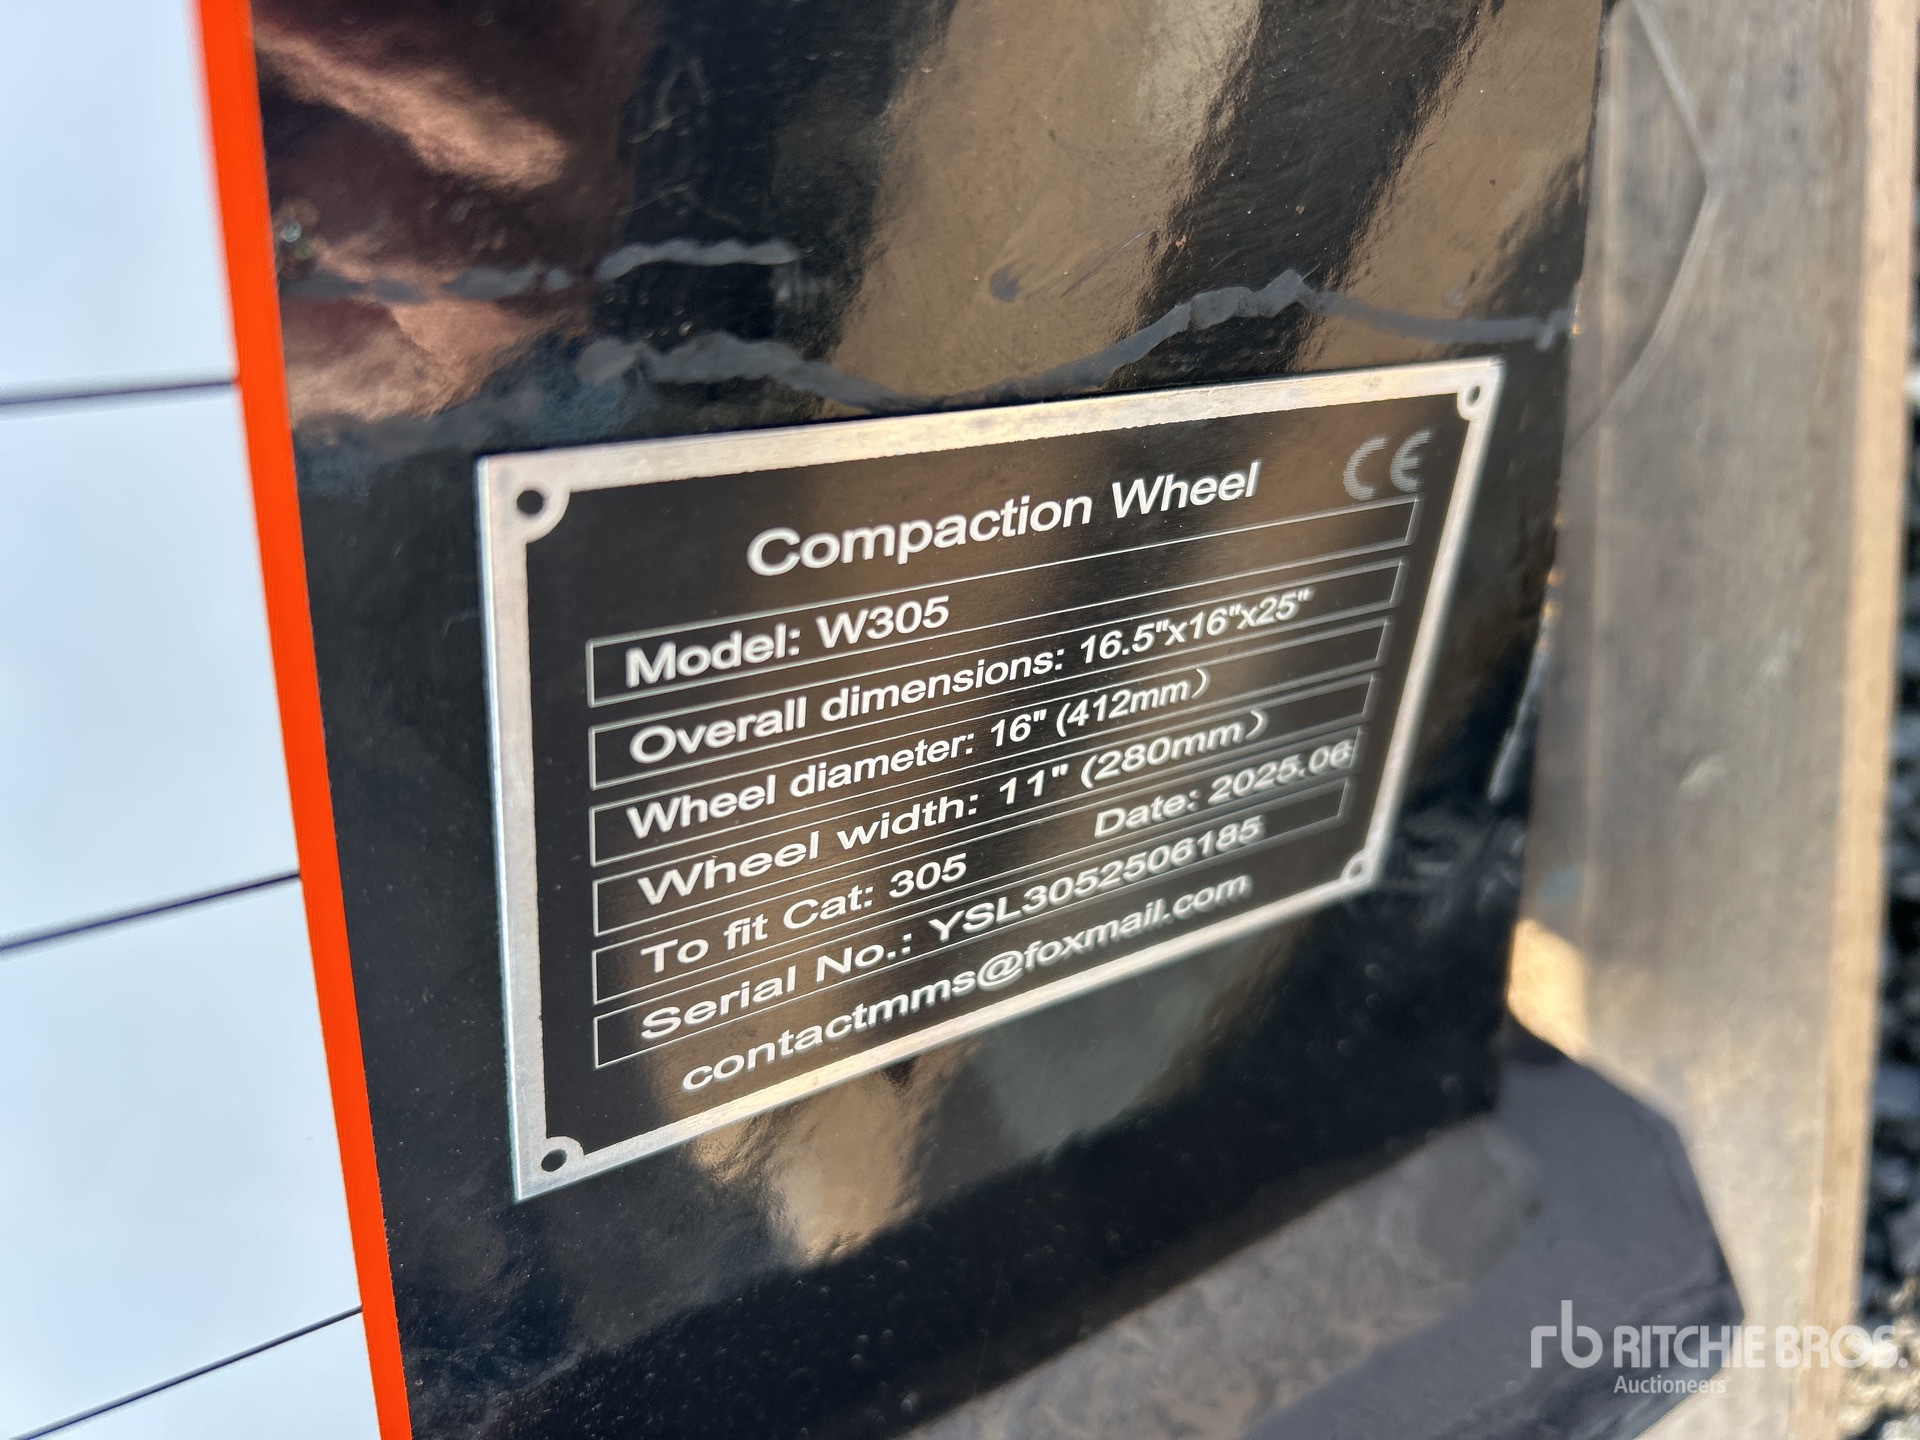 CE
Compaction Wheel
Model: W305
Overall dimensions: 16.5"x16"x25"
Wheel diameter: 16" (412mm)
Wheel width: 11" (280mm)
To fit Cat: 305 Date: 2025.06
Serial No.: YSL3052506185
contactmms@foxmail.com
rb RITCHIE BROS.
Auctioneers